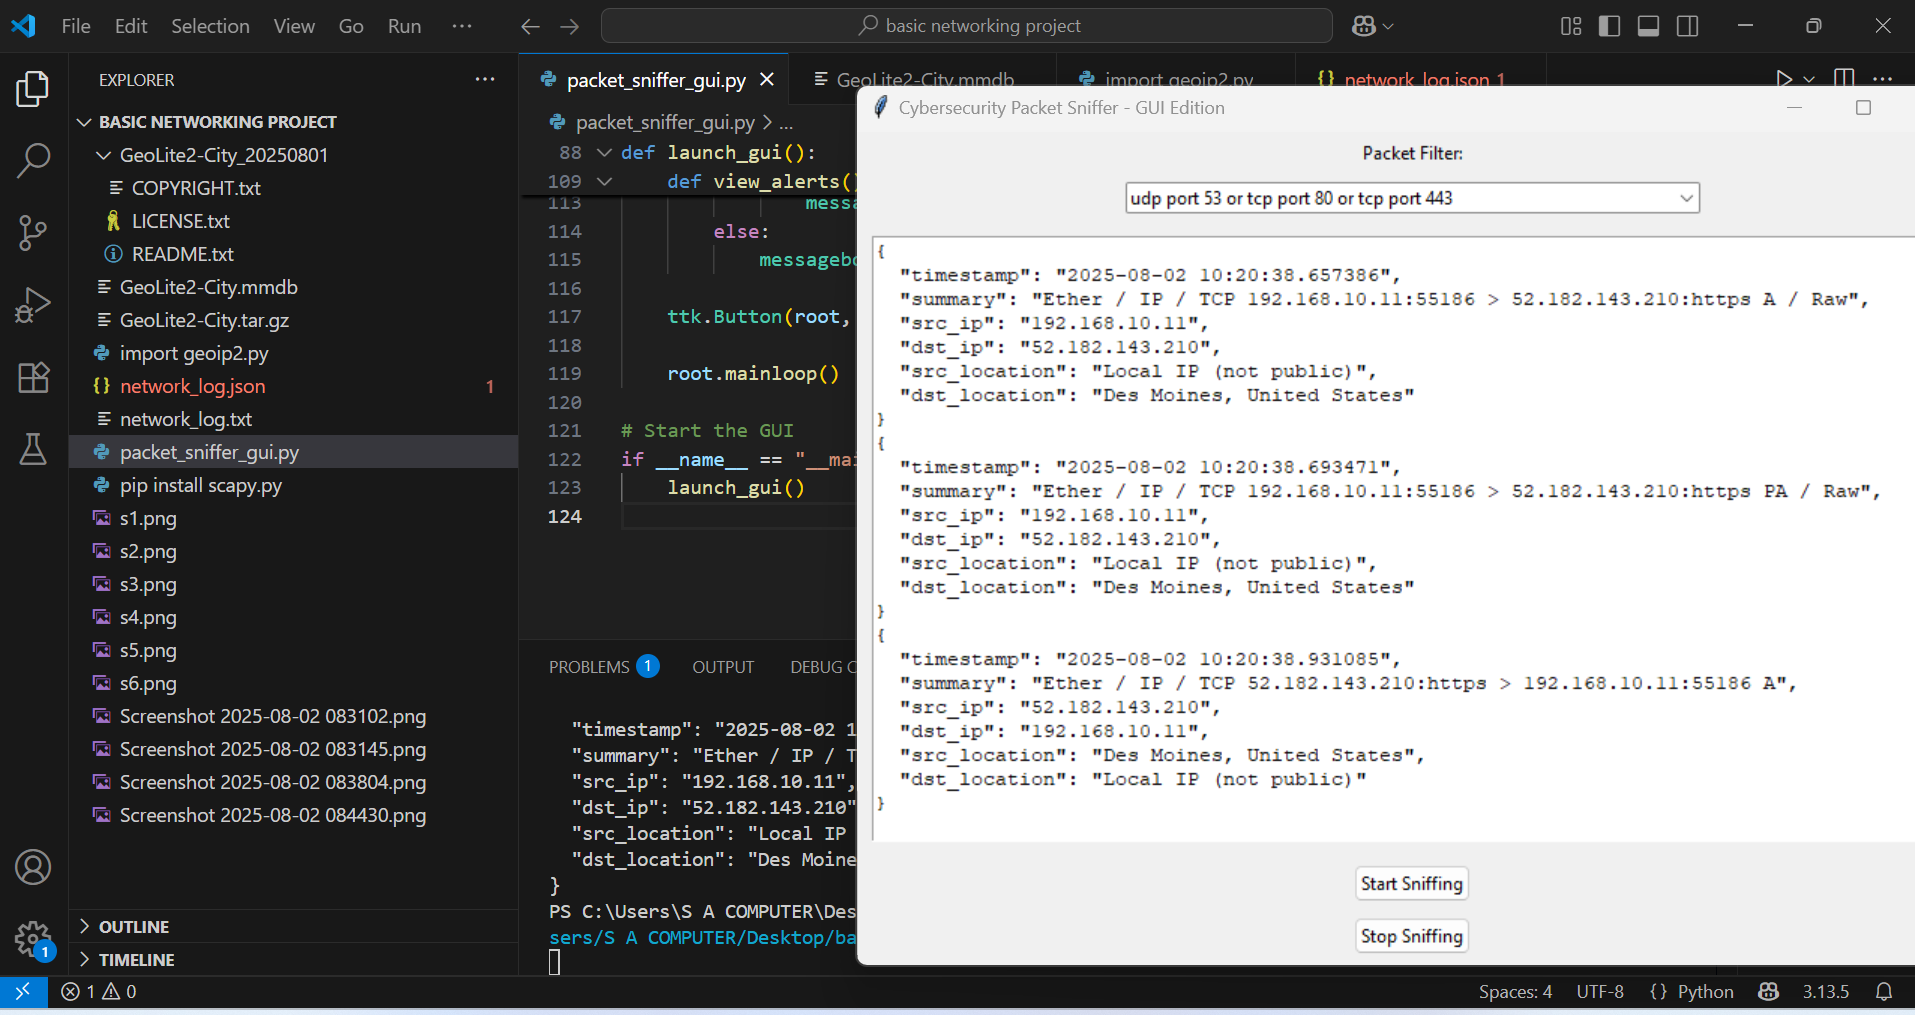 File Edit Selection View Go Run ···
basic networking project
EXPLORER
BASIC NETWORKING PROJECT
GeoLite2-City_20250801
COPYRIGHT.txt
LICENSE.txt
README.txt
GeoLite2-City.mmdb
GeoLite2-City.tar.gz
import geoip2.py
network_log.json 1
network_log.txt
packet_sniffer_gui.py
pip install scapy.py
s1.png
s2.png
s3.png
s4.png
s5.png
s6.png
Screenshot 2025-08-02 083102.png
Screenshot 2025-08-02 083145.png
Screenshot 2025-08-02 083804.png
Screenshot 2025-08-02 084430.png
OUTLINE
TIMELINE
packet_sniffer_gui.py GeoLite2-City.mmdb import geoip2.py {} network_log.json 1
packet_sniffer_gui.py > ...
88 def launch_gui():
109 def view_alerts()
113 messa
114 else:
115 messagebo
116
117 ttk.Button(root,
118
119 root.mainloop()
120
121 # Start the GUI
122 if __name__ == "__mai
123 launch_gui()
124
PROBLEMS 1 OUTPUT DEBUG C
"timestamp": "2025-08-02 1
"summary": "Ether / IP / T
"src_ip": "192.168.10.11",
"dst_ip": "52.182.143.210"
"src_location": "Local IP
"dst_location": "Des Moine
}
PS C:\Users\S A COMPUTER\Des
sers/S A COMPUTER/Desktop/ba
Cybersecurity Packet Sniffer - GUI Edition
Packet Filter:
udp port 53 or tcp port 80 or tcp port 443
{
"timestamp": "2025-08-02 10:20:38.657386",
"summary": "Ether / IP / TCP 192.168.10.11:55186 > 52.182.143.210:https A / Raw",
"src_ip": "192.168.10.11",
"dst_ip": "52.182.143.210",
"src_location": "Local IP (not public)",
"dst_location": "Des Moines, United States"
}
{
"timestamp": "2025-08-02 10:20:38.693471",
"summary": "Ether / IP / TCP 192.168.10.11:55186 > 52.182.143.210:https PA / Raw",
"src_ip": "192.168.10.11",
"dst_ip": "52.182.143.210",
"src_location": "Local IP (not public)",
"dst_location": "Des Moines, United States"
}
{
"timestamp": "2025-08-02 10:20:38.931085",
"summary": "Ether / IP / TCP 52.182.143.210:https > 192.168.10.11:55186 A",
"src_ip": "52.182.143.210",
"dst_ip": "192.168.10.11",
"src_location": "Des Moines, United States",
"dst_location": "Local IP (not public)"
}
Start Sniffing
Stop Sniffing
1
1 0
Spaces: 4 UTF-8 {} Python 3.13.5